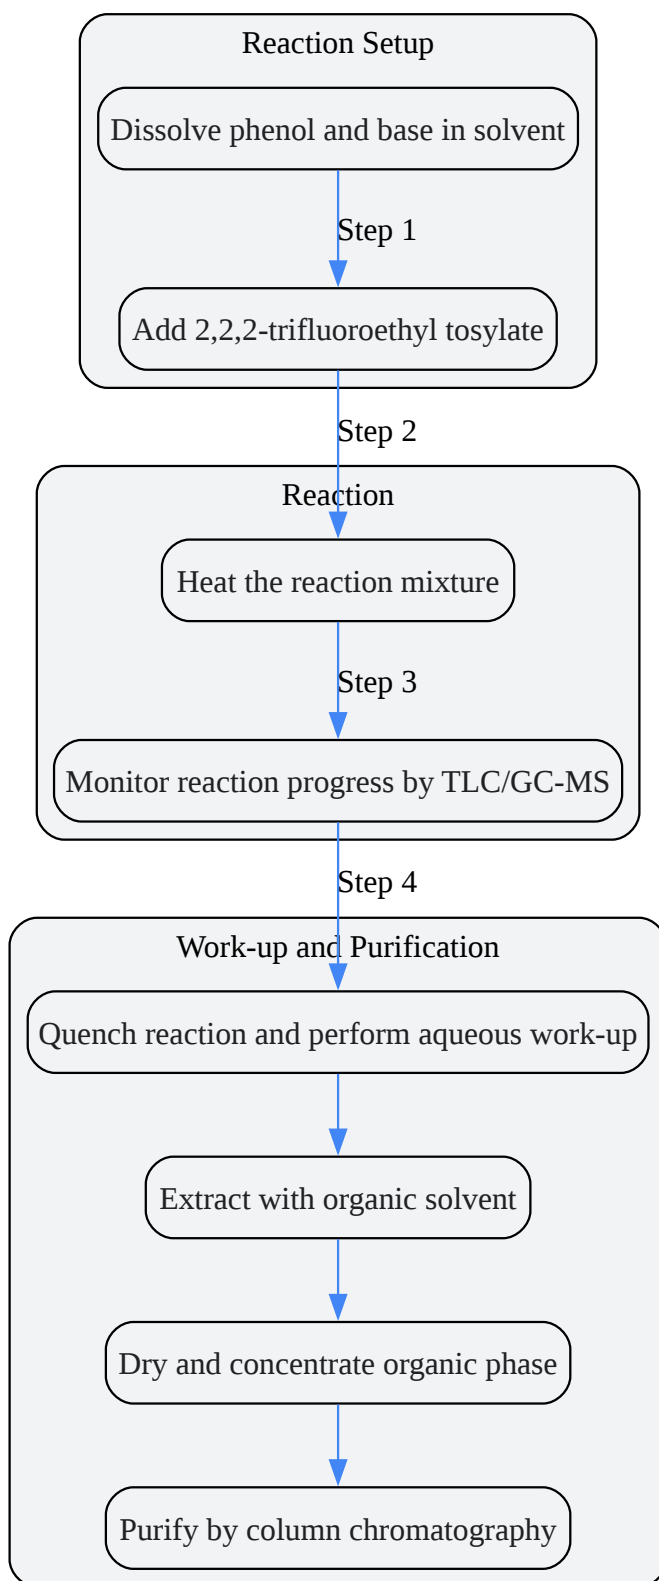 Reaction Setup
Dissolve phenol and base in solvent
Step 1
Add 2,2,2-trifluoroethyl tosylate
Step 2
Reaction
Heat the reaction mixture
Step 3
Monitor reaction progress by TLC/GC-MS
Step 4
Work-up and Purification
Quench reaction and perform aqueous work-up
Extract with organic solvent
Dry and concentrate organic phase
Purify by column chromatography